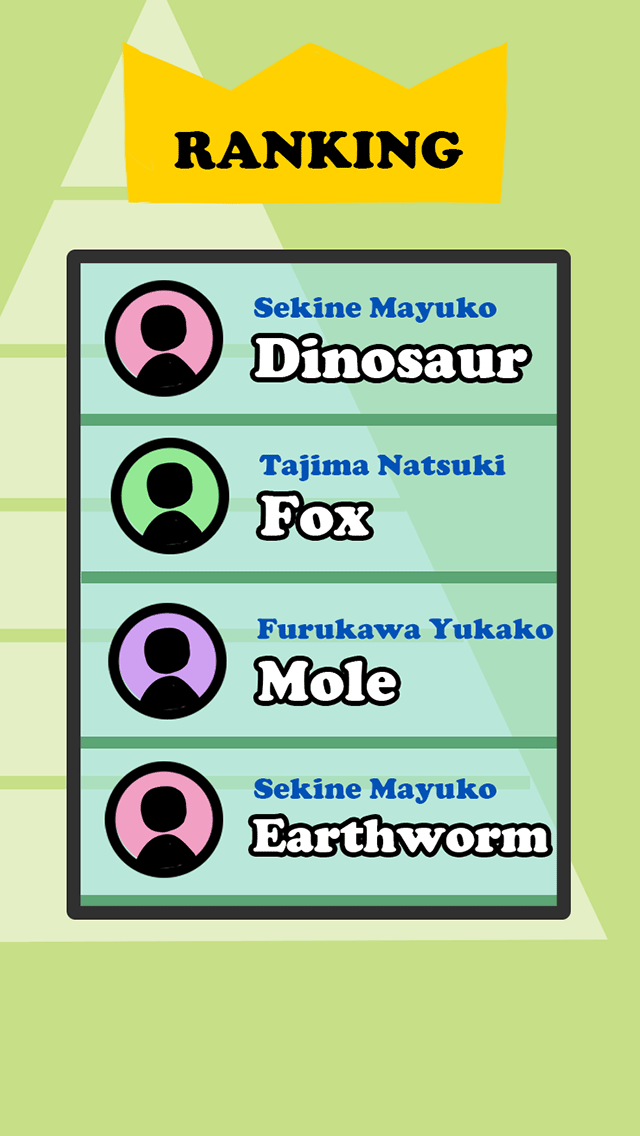 RANKING
Sekine Mayuko
Dinosaur
Tajima Natsuki
Fox
Furukawa Yukako
Mole
Sekine Mayuko
Earthworm